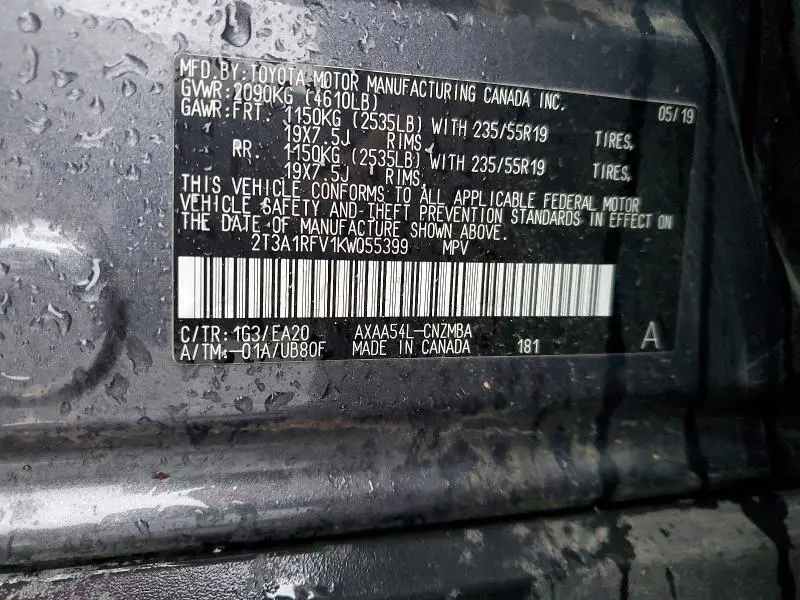 MFD.BY:TOYOTA MOTOR MANUFACTURING CANADA INC.
GVWR:2090KG (4610LB) 05/19
GAWR:FRT. 1150KG (2535LB) WITH 235/55R19 TIRES,
19X7.5J RIMS,
RR. 1150KG (2535LB) WITH 235/55R19 TIRES,
19X7.5J RIMS,
THIS VEHICLE CONFORMS TO ALL APPLICABLE FEDERAL MOTOR
VEHICLE SAFETY AND THEFT PREVENTION STANDARDS IN EFFECT ON
THE DATE OF MANUFACTURE SHOWN ABOVE.
2T3A1RFV1KW055399 MPV
C/TR:1G3/EA20 AXAA54L-CNZMBA
A/TM:-01A/UB80F MADE IN CANADA 181 A